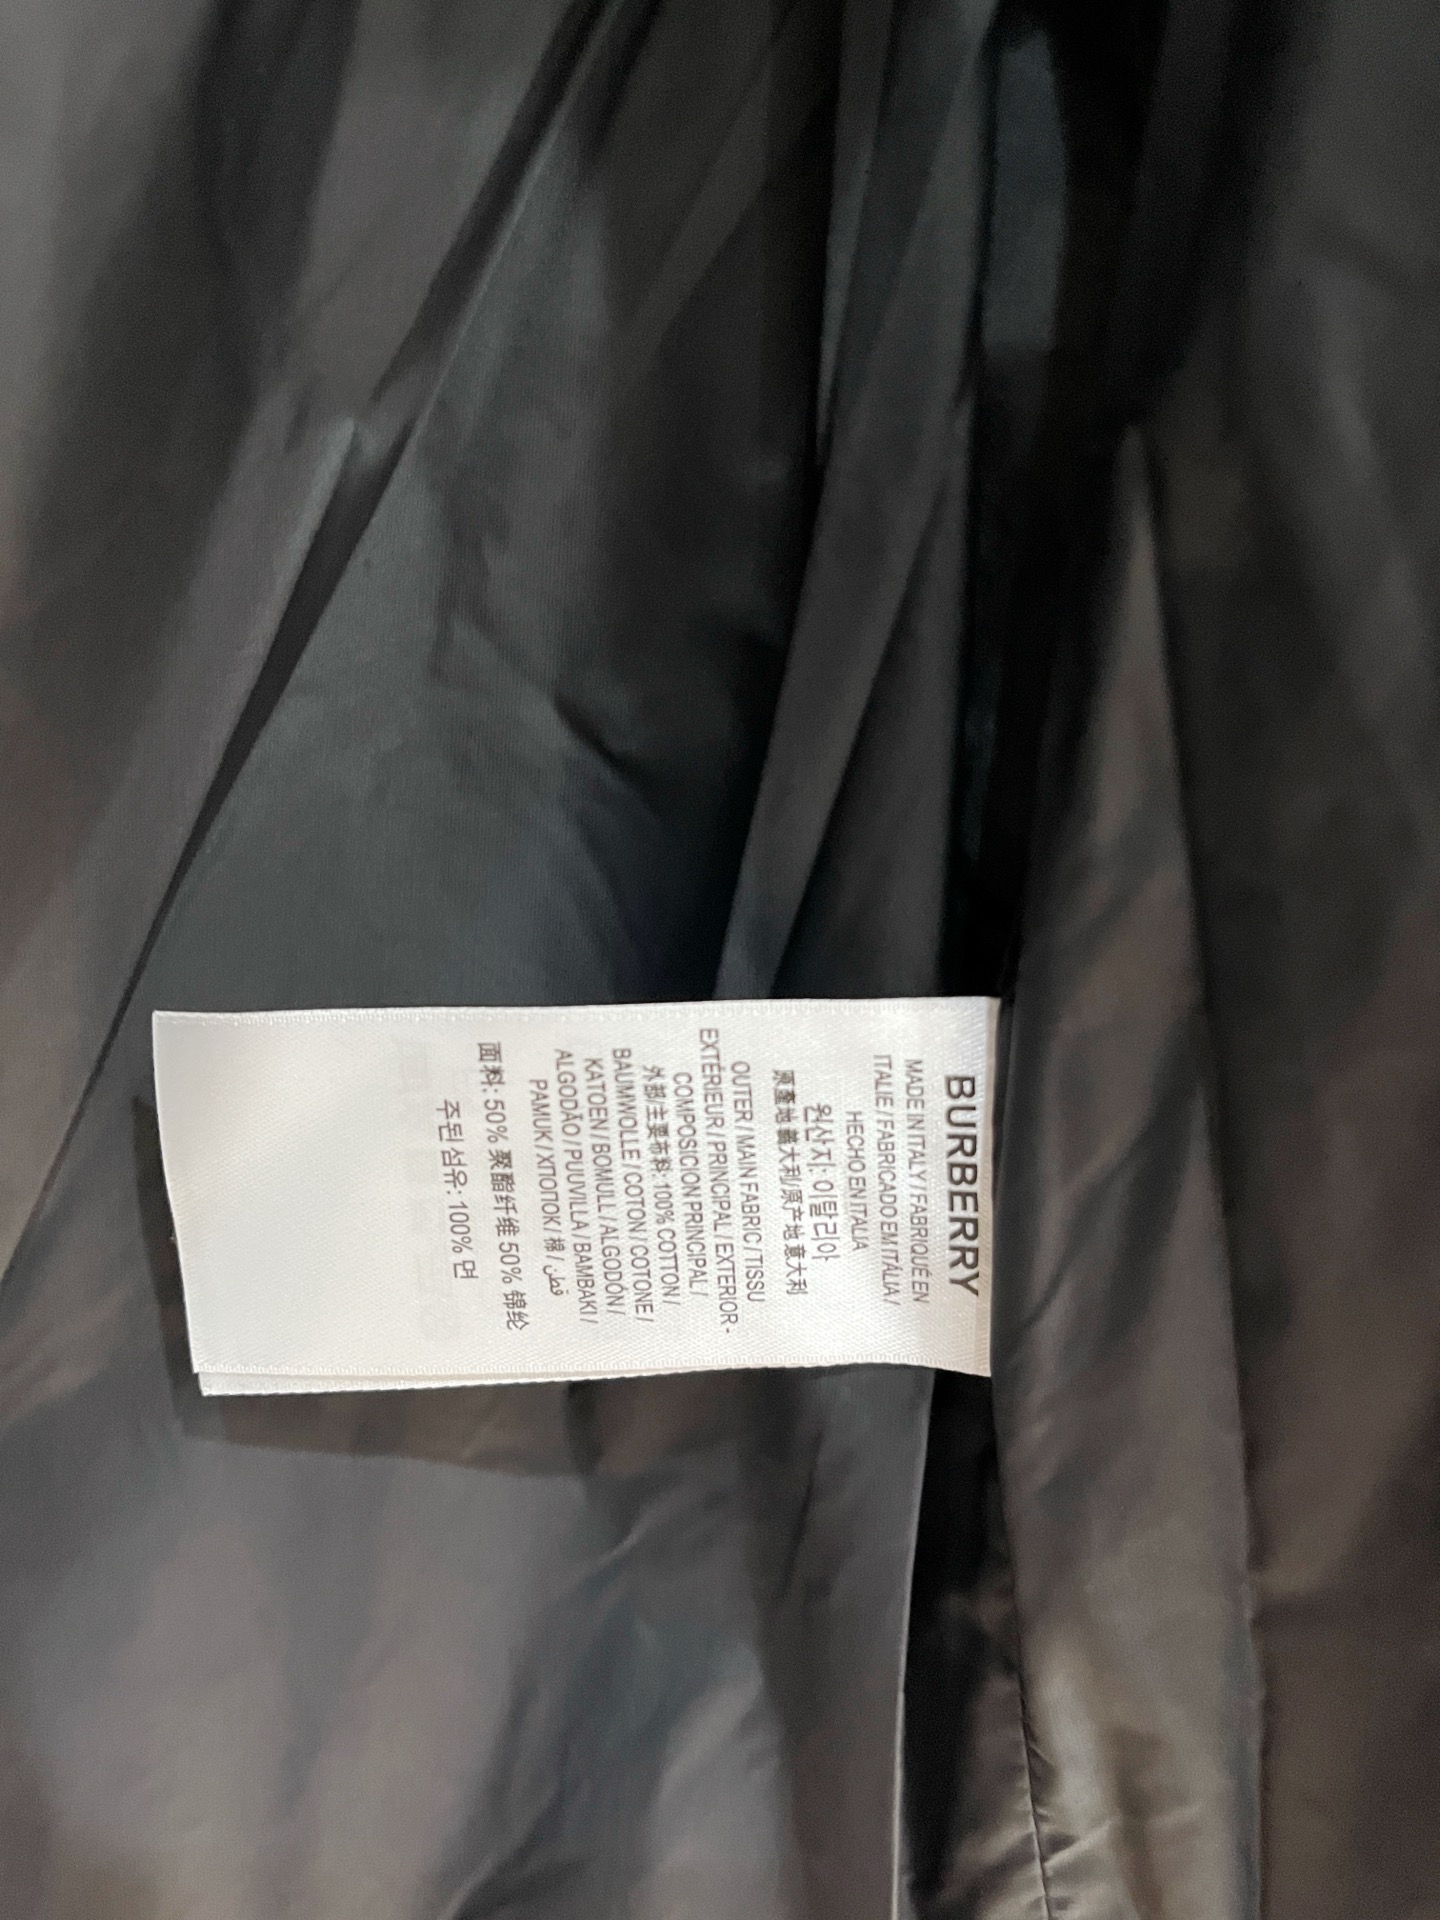 BURBERRY
MADE IN ITALY / FABRIQUÉ EN
ITALIE / FABRICADO EM ITÁLIA /
HECHO EN ITALIA
원산지: 이탈리아
原產地 義大利/原产地 意大利
OUTER / MAIN FABRIC / TISSU
EXTÉRIEUR / PRINCIPAL / EXTERIOR -
COMPOSICION PRINCIPAL /
外部/主要布料: 100% COTTON /
BAUMWOLLE / COTON / COTONE /
KATOEN / BOMULL / ALGODÓN /
ALGODÃO / PUUVILLA / BAMBAKI /
PAMUK / ХПОПОК / 棉 / قطن
面料: 50% 聚酯纤维 50% 锦纶
주된 섬유: 100% 면